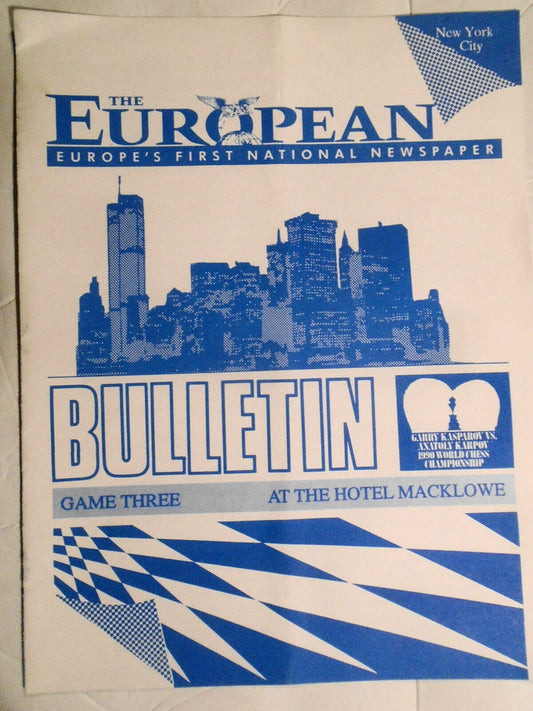 New York
City
THE
EUROPEAN
EUROPE'S FIRST NATIONAL NEWSPAPER
BULLETIN
GARRY KASPAROV VS.
ANATOLY KARPOV
1990 WORLD CHESS
CHAMPIONSHIP
GAME THREE AT THE HOTEL MACKLOWE